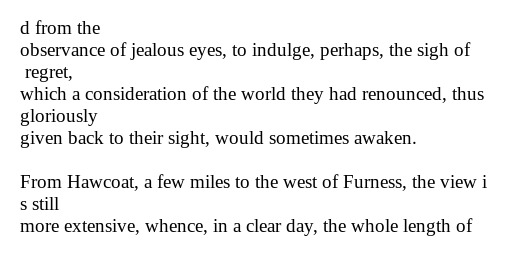 d from the
observance of jealous eyes, to indulge, perhaps, the sigh of
regret,
which a consideration of the world they had renounced, thus
gloriously
given back to their sight, would sometimes awaken.

From Hawcoat, a few miles to the west of Furness, the view i
s still
more extensive, whence, in a clear day, the whole length of